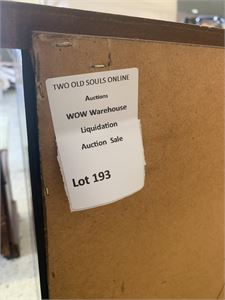 TWO OLD SOULS ONLINE
Auctions
WOW Warehouse
Liquidation
Auction Sale
Lot 193